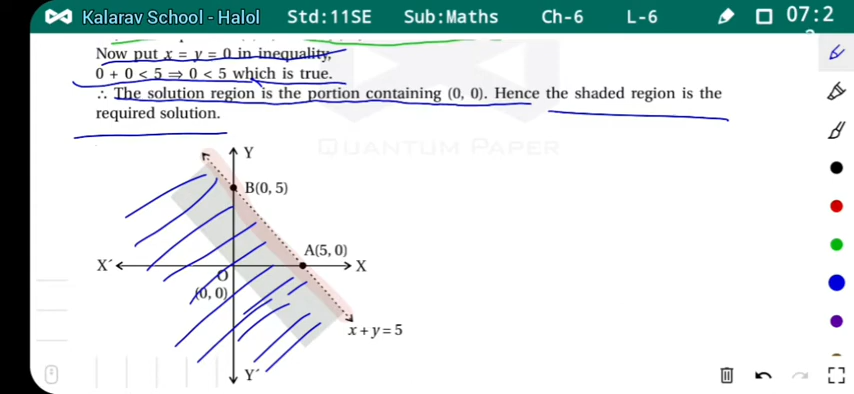 Kalarav School - Halol Std:11SE Sub:Maths Ch-6 L-6 07:2
Now put x = y = 0 in inequality,
0 + 0 < 5 ⇒ 0 < 5 which is true.
∴ The solution region is the portion containing (0, 0). Hence the shaded region is the
required solution.
QUANTUM PAPER
Y
B(0, 5)
A(5, 0)
X′ X
O
(0, 0)
x + y = 5
Y′